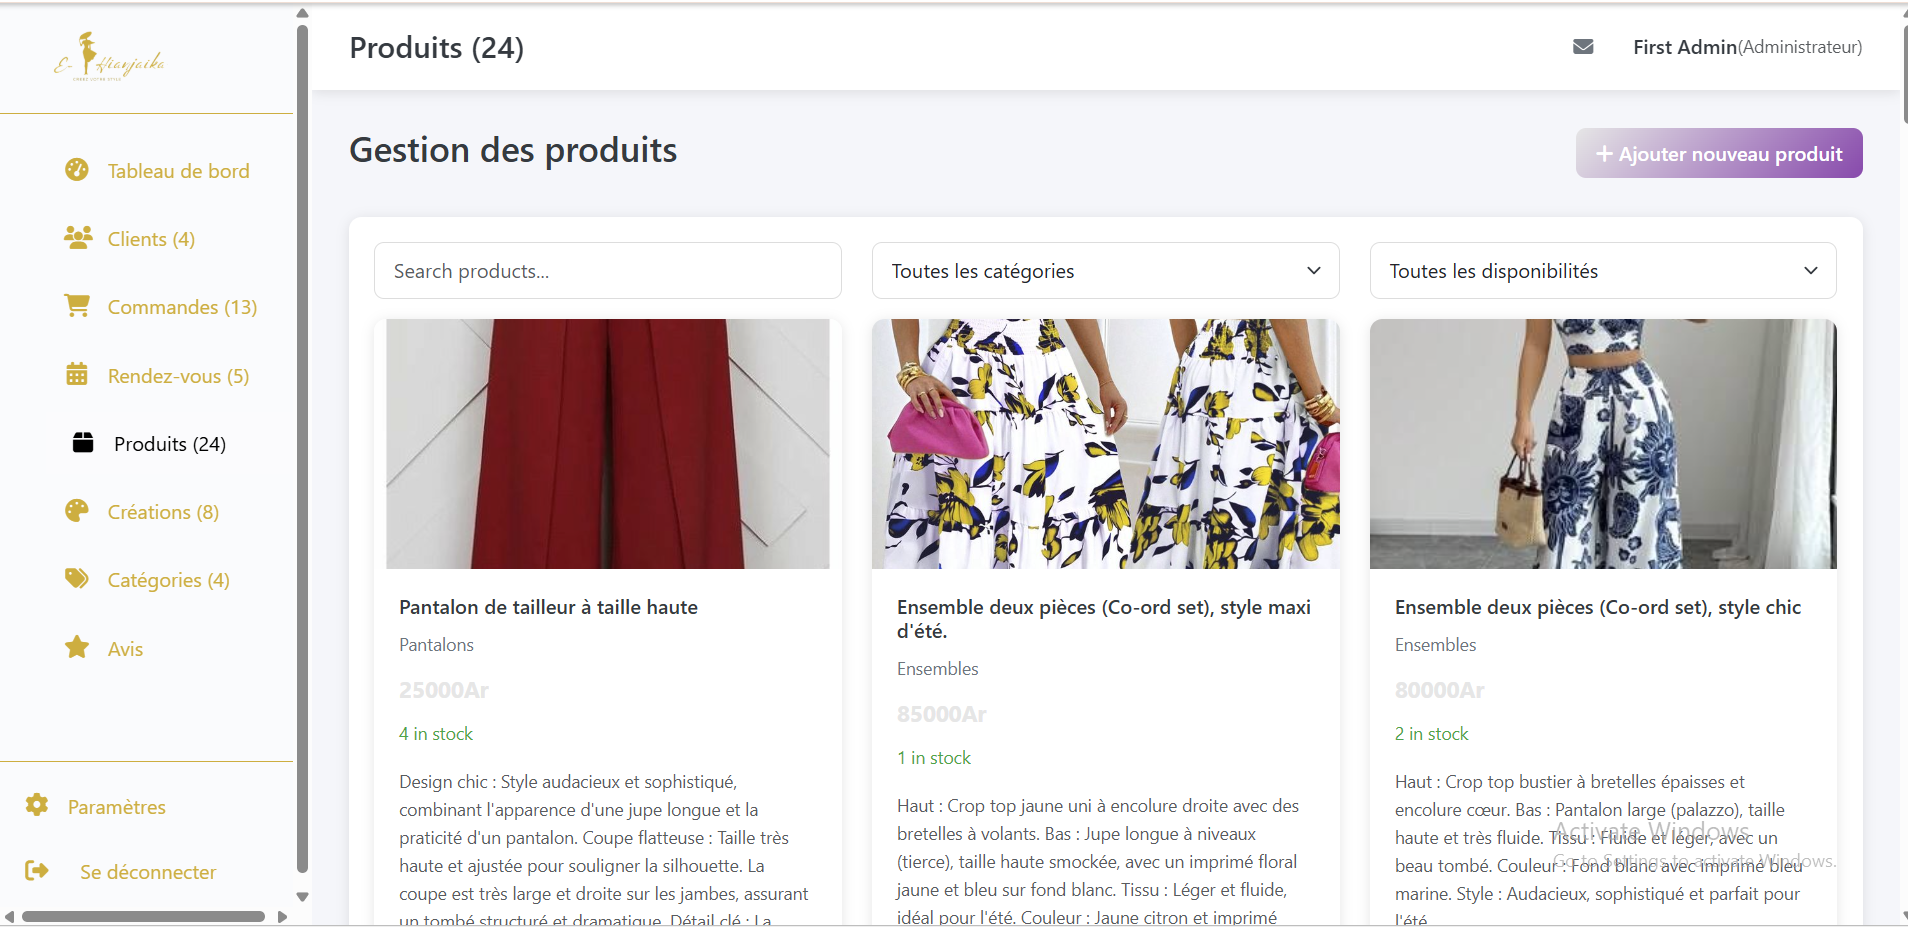 E-Hianjaika
CRÉEZ VOTRE STYLE
Tableau de bord
Clients (4)
Commandes (13)
Rendez-vous (5)
Produits (24)
Créations (8)
Catégories (4)
Avis
Paramètres
Se déconnecter
Produits (24)
First Admin(Administrateur)
Gestion des produits
+ Ajouter nouveau produit
Search products...
Toutes les catégories
Toutes les disponibilités
Pantalon de tailleur à taille haute
Pantalons
25000Ar
4 in stock
Design chic : Style audacieux et sophistiqué,
combinant l'apparence d'une jupe longue et la
praticité d'un pantalon. Coupe flatteuse : Taille très
haute et ajustée pour souligner la silhouette. La
coupe est très large et droite sur les jambes, assurant
un tombé structuré et dramatique. Détail clé : La
Ensemble deux pièces (Co-ord set), style maxi
d'été.
Ensembles
85000Ar
1 in stock
Haut : Crop top jaune uni à encolure droite avec des
bretelles à volants. Bas : Jupe longue à niveaux
(tierce), taille haute smockée, avec un imprimé floral
jaune et bleu sur fond blanc. Tissu : Léger et fluide,
idéal pour l'été. Couleur : Jaune citron et imprimé
Ensemble deux pièces (Co-ord set), style chic
Ensembles
80000Ar
2 in stock
Haut : Crop top bustier à bretelles épaisses et
encolure cœur. Bas : Pantalon large (palazzo), taille
haute et très fluide. Tissu : Fluide et léger, avec un
beau tombé. Couleur : Fond blanc avec imprimé bleu
marine. Style : Audacieux, sophistiqué et parfait pour
l'été.
Activate Windows
Go to Settings to activate Windows.